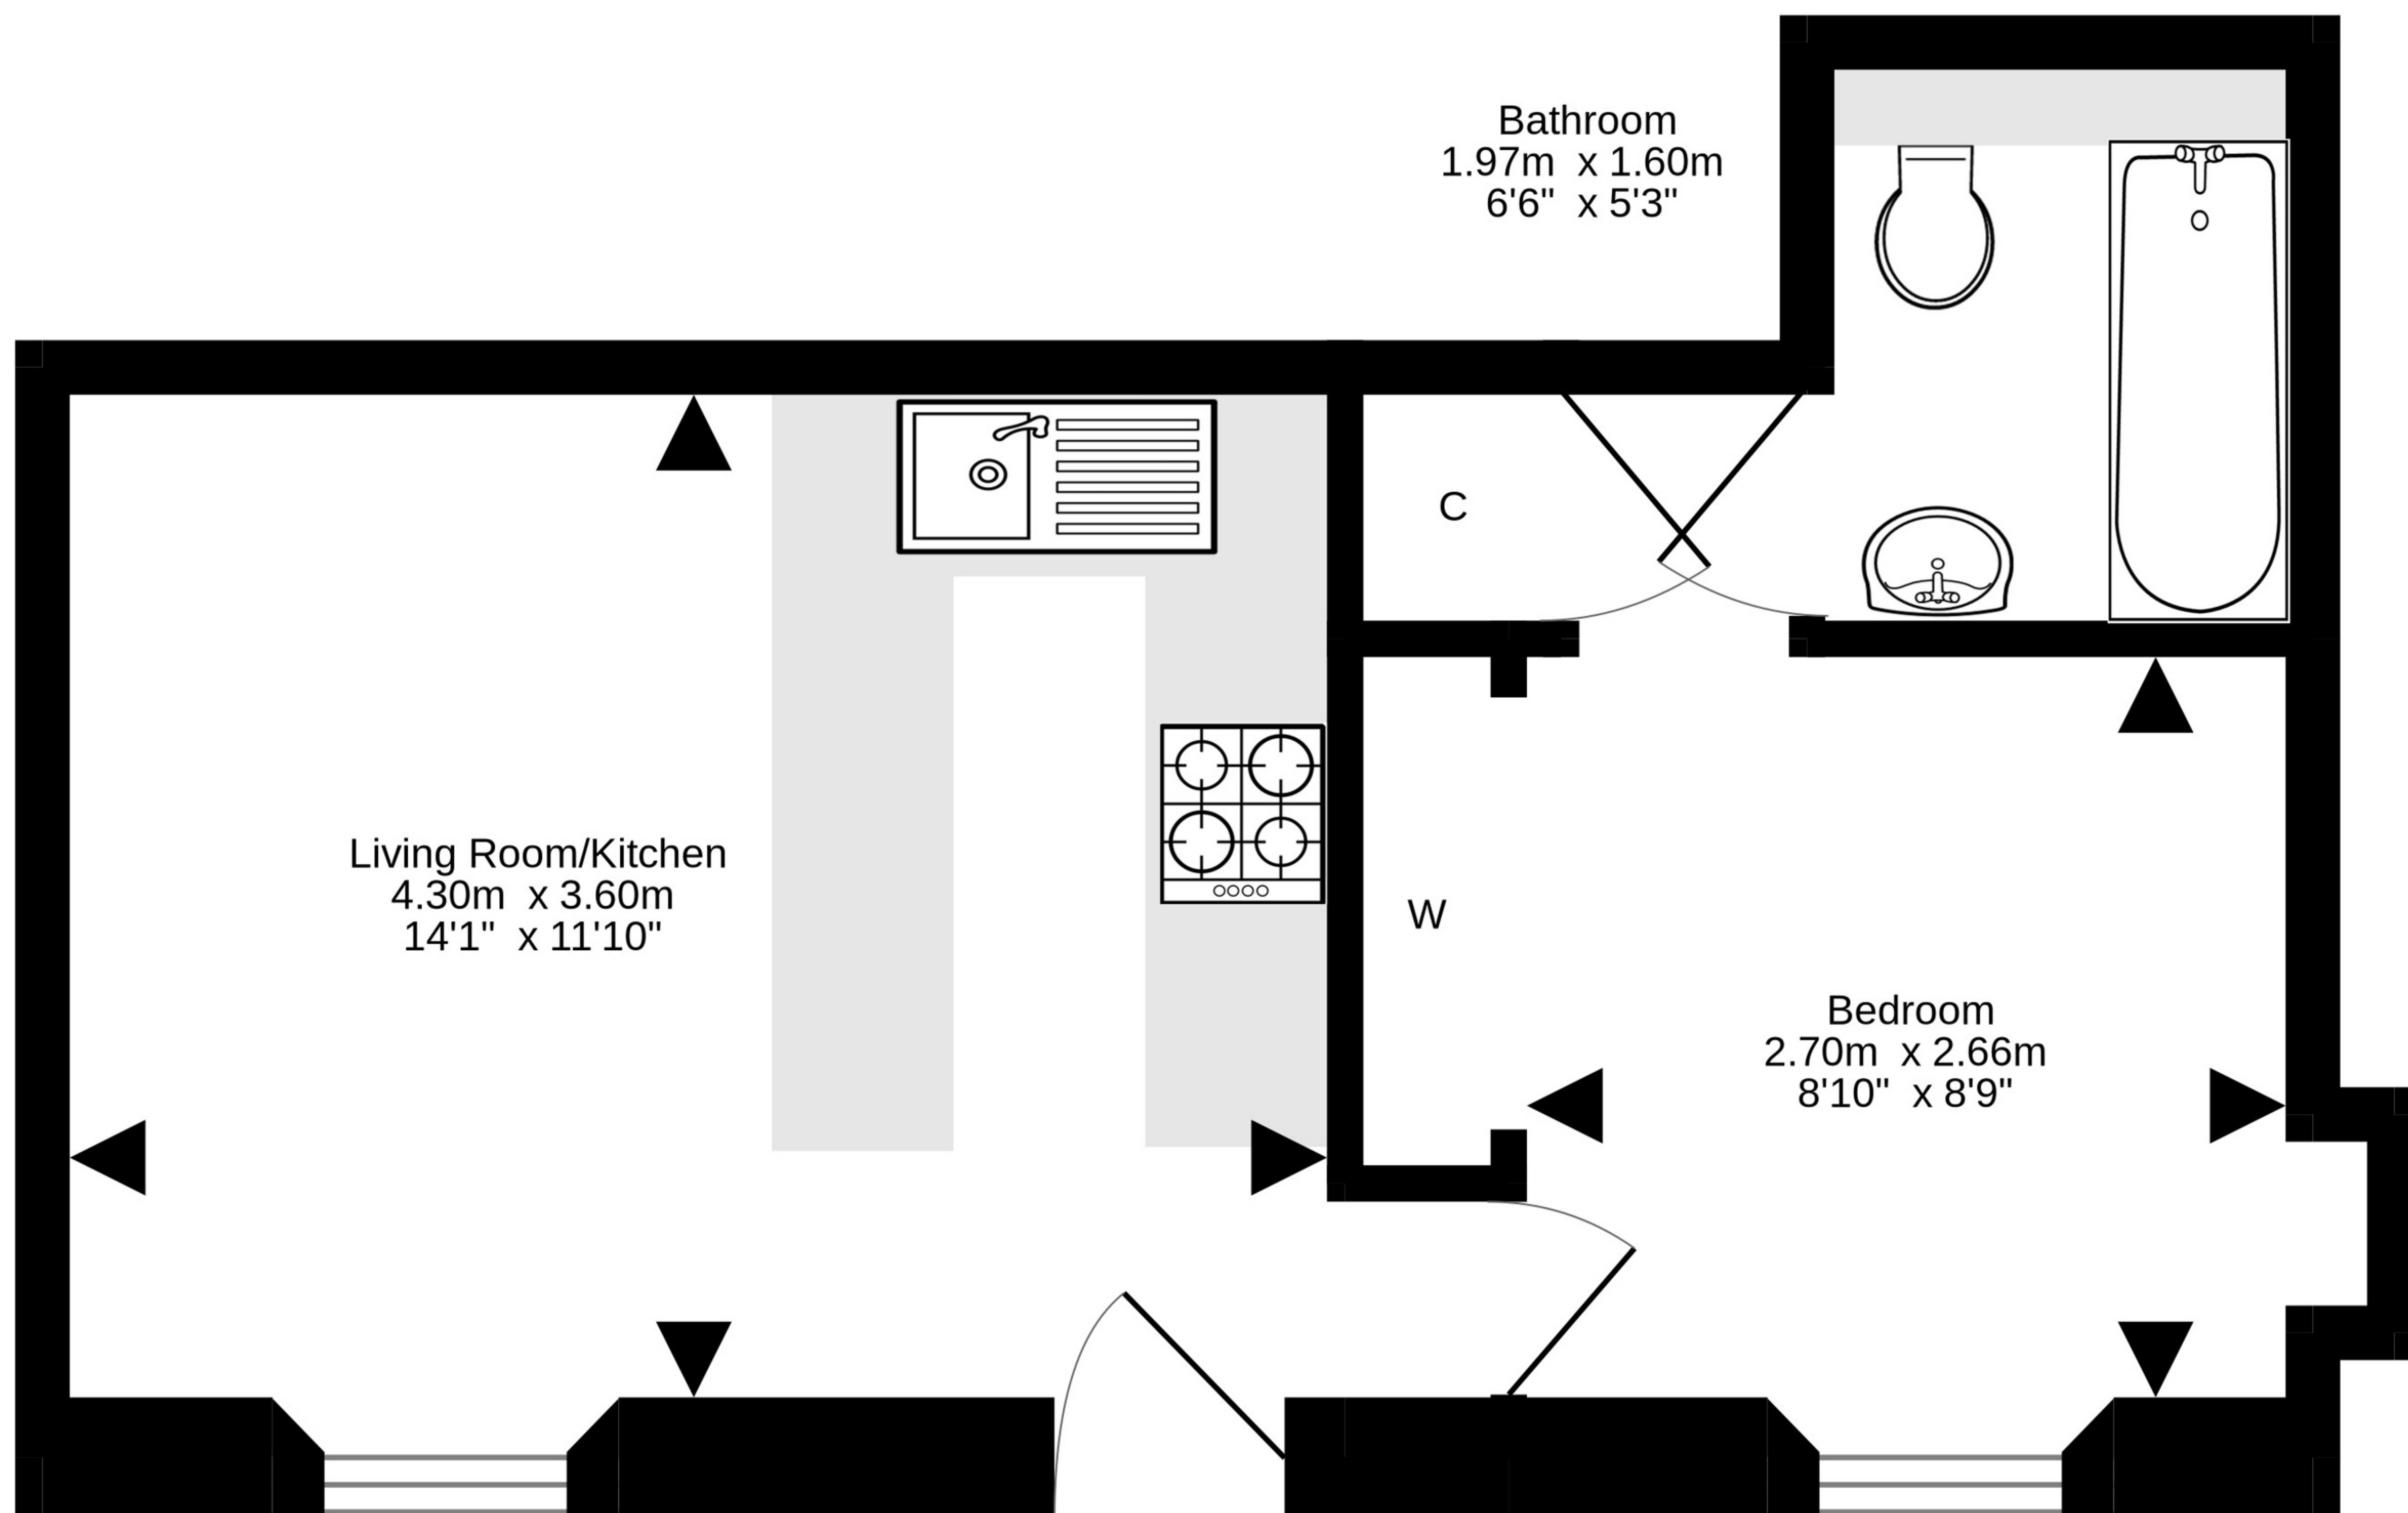 Bathroom
1.97m x 1.60m
6'6" x 5'3"
C
Living Room/Kitchen
4.30m x 3.60m
14'1" x 11'10"
W
Bedroom
2.70m x 2.66m
8'10" x 8'9"